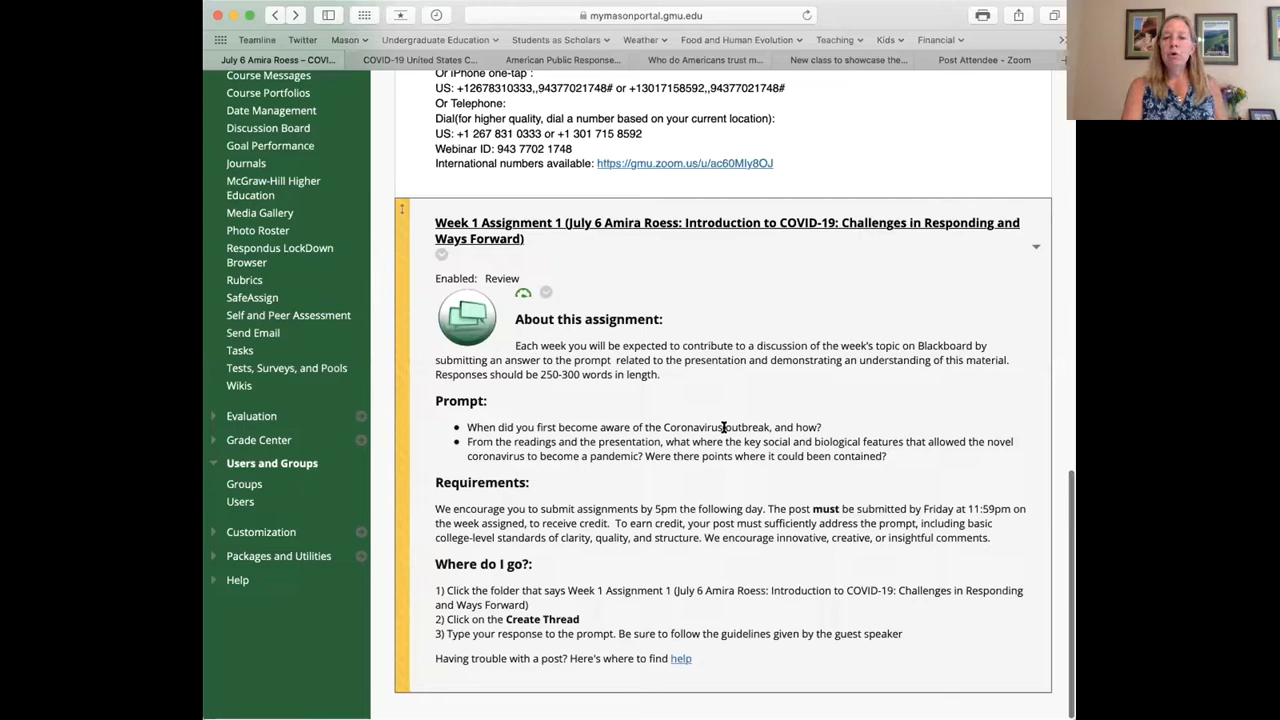 mymasonportal.gmu.edu
Teamline Twitter Mason Undergraduate Education Students as Scholars Weather Food and Human Evolution Teaching Kids Financial
July 6 Amira Roess – COVI... COVID-19 United States C... American Public Response... Who do Americans trust m... New class to showcase the... Post Attendee - Zoom
Course Messages
Course Portfolios
Date Management
Discussion Board
Goal Performance
Journals
McGraw-Hill Higher
Education
Media Gallery
Photo Roster
Respondus LockDown
Browser
Rubrics
SafeAssign
Self and Peer Assessment
Send Email
Tasks
Tests, Surveys, and Pools
Wikis
Evaluation
Grade Center
Users and Groups
Groups
Users
Customization
Packages and Utilities
Help
Or iPhone one-tap :
US: +12678310333,,94377021748# or +13017158592,,94377021748#
Or Telephone:
Dial(for higher quality, dial a number based on your current location):
US: +1 267 831 0333 or +1 301 715 8592
Webinar ID: 943 7702 1748
International numbers available: https://gmu.zoom.us/u/ac60MIy8OJ
Week 1 Assignment 1 (July 6 Amira Roess: Introduction to COVID-19: Challenges in Responding and
Ways Forward)
Enabled: Review
About this assignment:
Each week you will be expected to contribute to a discussion of the week's topic on Blackboard by
submitting an answer to the prompt related to the presentation and demonstrating an understanding of this material.
Responses should be 250-300 words in length.
Prompt:
• When did you first become aware of the Coronavirus outbreak, and how?
• From the readings and the presentation, what where the key social and biological features that allowed the novel
coronavirus to become a pandemic? Were there points where it could been contained?
Requirements:
We encourage you to submit assignments by 5pm the following day. The post must be submitted by Friday at 11:59pm on
the week assigned, to receive credit. To earn credit, your post must sufficiently address the prompt, including basic
college-level standards of clarity, quality, and structure. We encourage innovative, creative, or insightful comments.
Where do I go?:
1) Click the folder that says Week 1 Assignment 1 (July 6 Amira Roess: Introduction to COVID-19: Challenges in Responding
and Ways Forward)
2) Click on the Create Thread
3) Type your response to the prompt. Be sure to follow the guidelines given by the guest speaker
Having trouble with a post? Here's where to find help